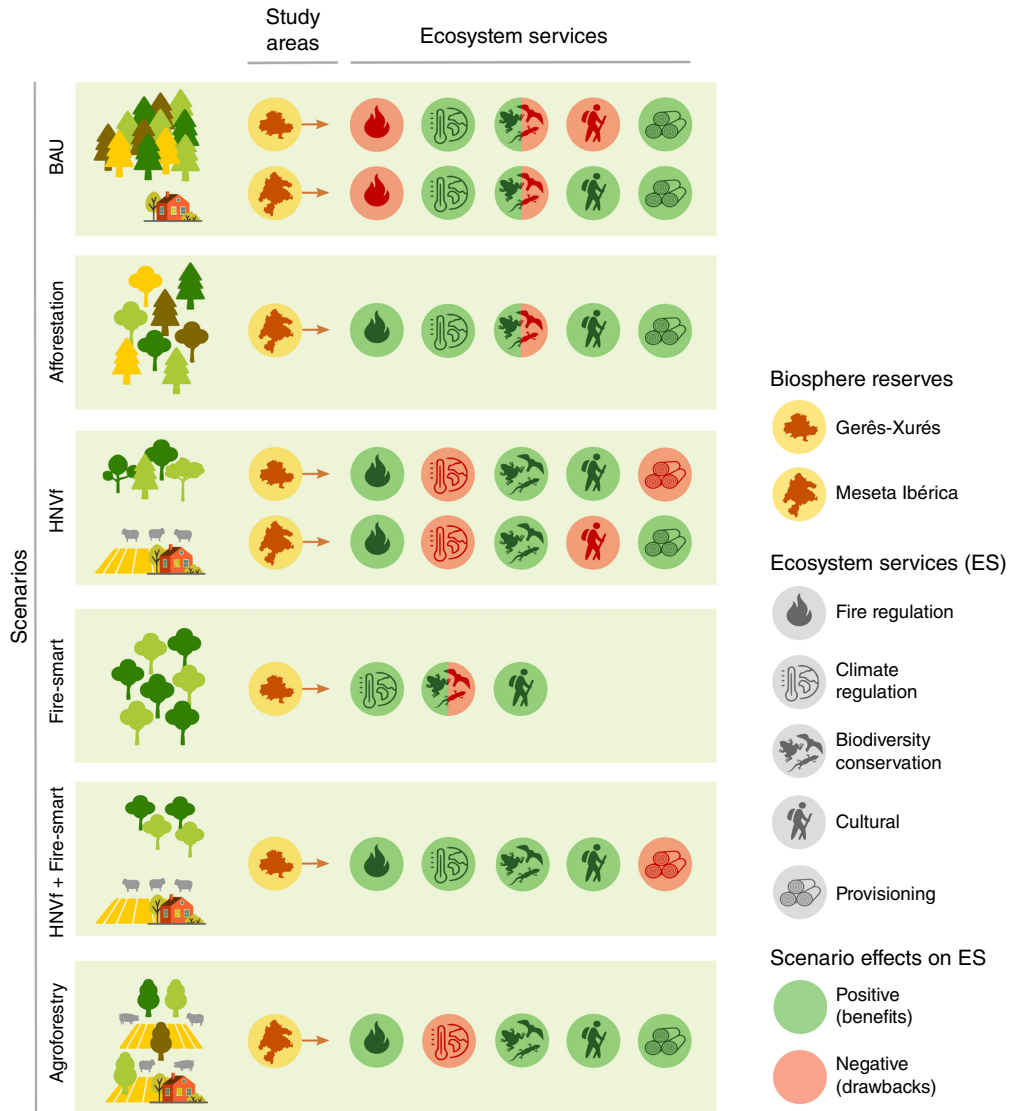 Study
areas
Ecosystem services
Scenarios
BAU
Afforestation
HNVf
Fire-smart
HNVf + Fire-smart
Agroforestry
Biosphere reserves
Gerês-Xurés
Meseta Ibérica
Ecosystem services (ES)
Fire regulation
Climate
regulation
Biodiversity
conservation
Cultural
Provisioning
Scenario effects on ES
Positive
(benefits)
Negative
(drawbacks)